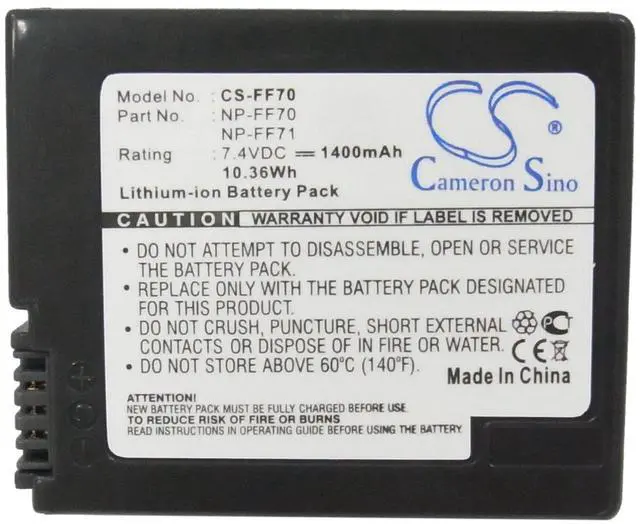 Model No. : CS-FF70
Part No. : NP-FF70
NP-FF71
Rating : 7.4VDC ⎓ 1400mAh
10.36Wh
Lithium-ion Battery Pack
CS
Cameron Sino
CAUTION WARRANTY VOID IF LABEL IS REMOVED
• DO NOT ATTEMPT TO DISASSEMBLE, OPEN OR SERVICE
THE BATTERY PACK.
• REPLACE ONLY WITH THE BATTERY PACK DESIGNATED
FOR THIS PRODUCT.
• DO NOT CRUSH, PUNCTURE, SHORT EXTERNAL
CONTACTS OR DISPOSE OF IN FIRE.
• DO NOT STORE ABOVE 60°C (140°F).
CE
Made In China
ATTENTION!
NEW BATTERY PACK MUST BE FULLY CHARGED BEFORE USE
TO REDUCE RISK OF FIRE OR BURNS
READ INSTRUCTIONS OR GUIDE BEFORE USING THE BATTERY PACK
+
-